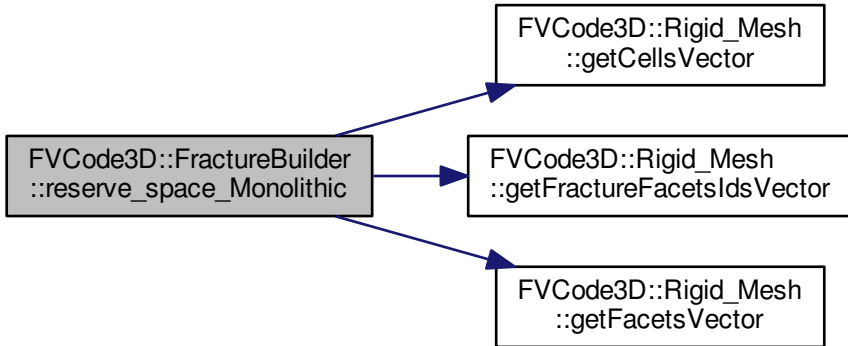 FVCode3D::FractureBuilder
::reserve_space_Monolithic
FVCode3D::Rigid_Mesh
::getCellsVector
FVCode3D::Rigid_Mesh
::getFractureFacetsIdsVector
FVCode3D::Rigid_Mesh
::getFacetsVector